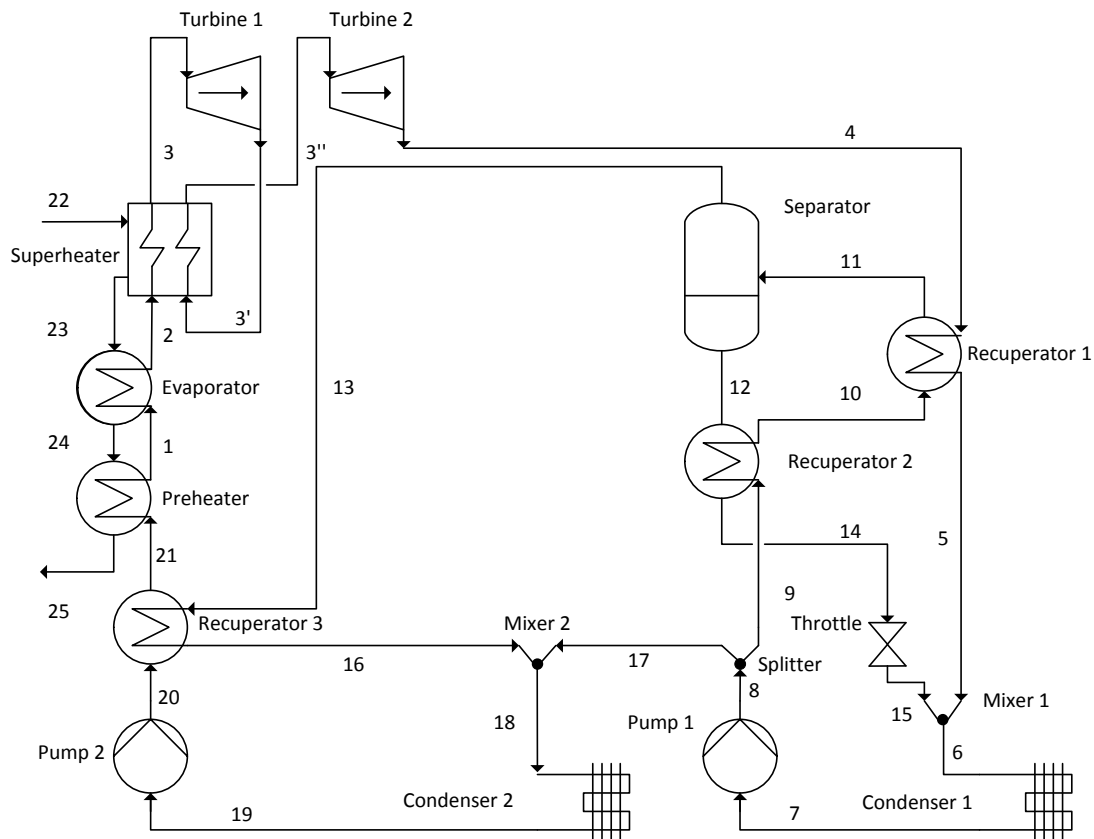 Turbine 1
Turbine 2
3
3''
4
22
Separator
Superheater
11
3'
23
2
Recuperator 1
Evaporator
13
12
10
24
1
Recuperator 2
Preheater
14
5
21
25
9
Recuperator 3
Mixer 2
Throttle
16
17
Splitter
20
8
15
Mixer 1
18
Pump 1
Pump 2
6
Condenser 2
Condenser 1
19
7